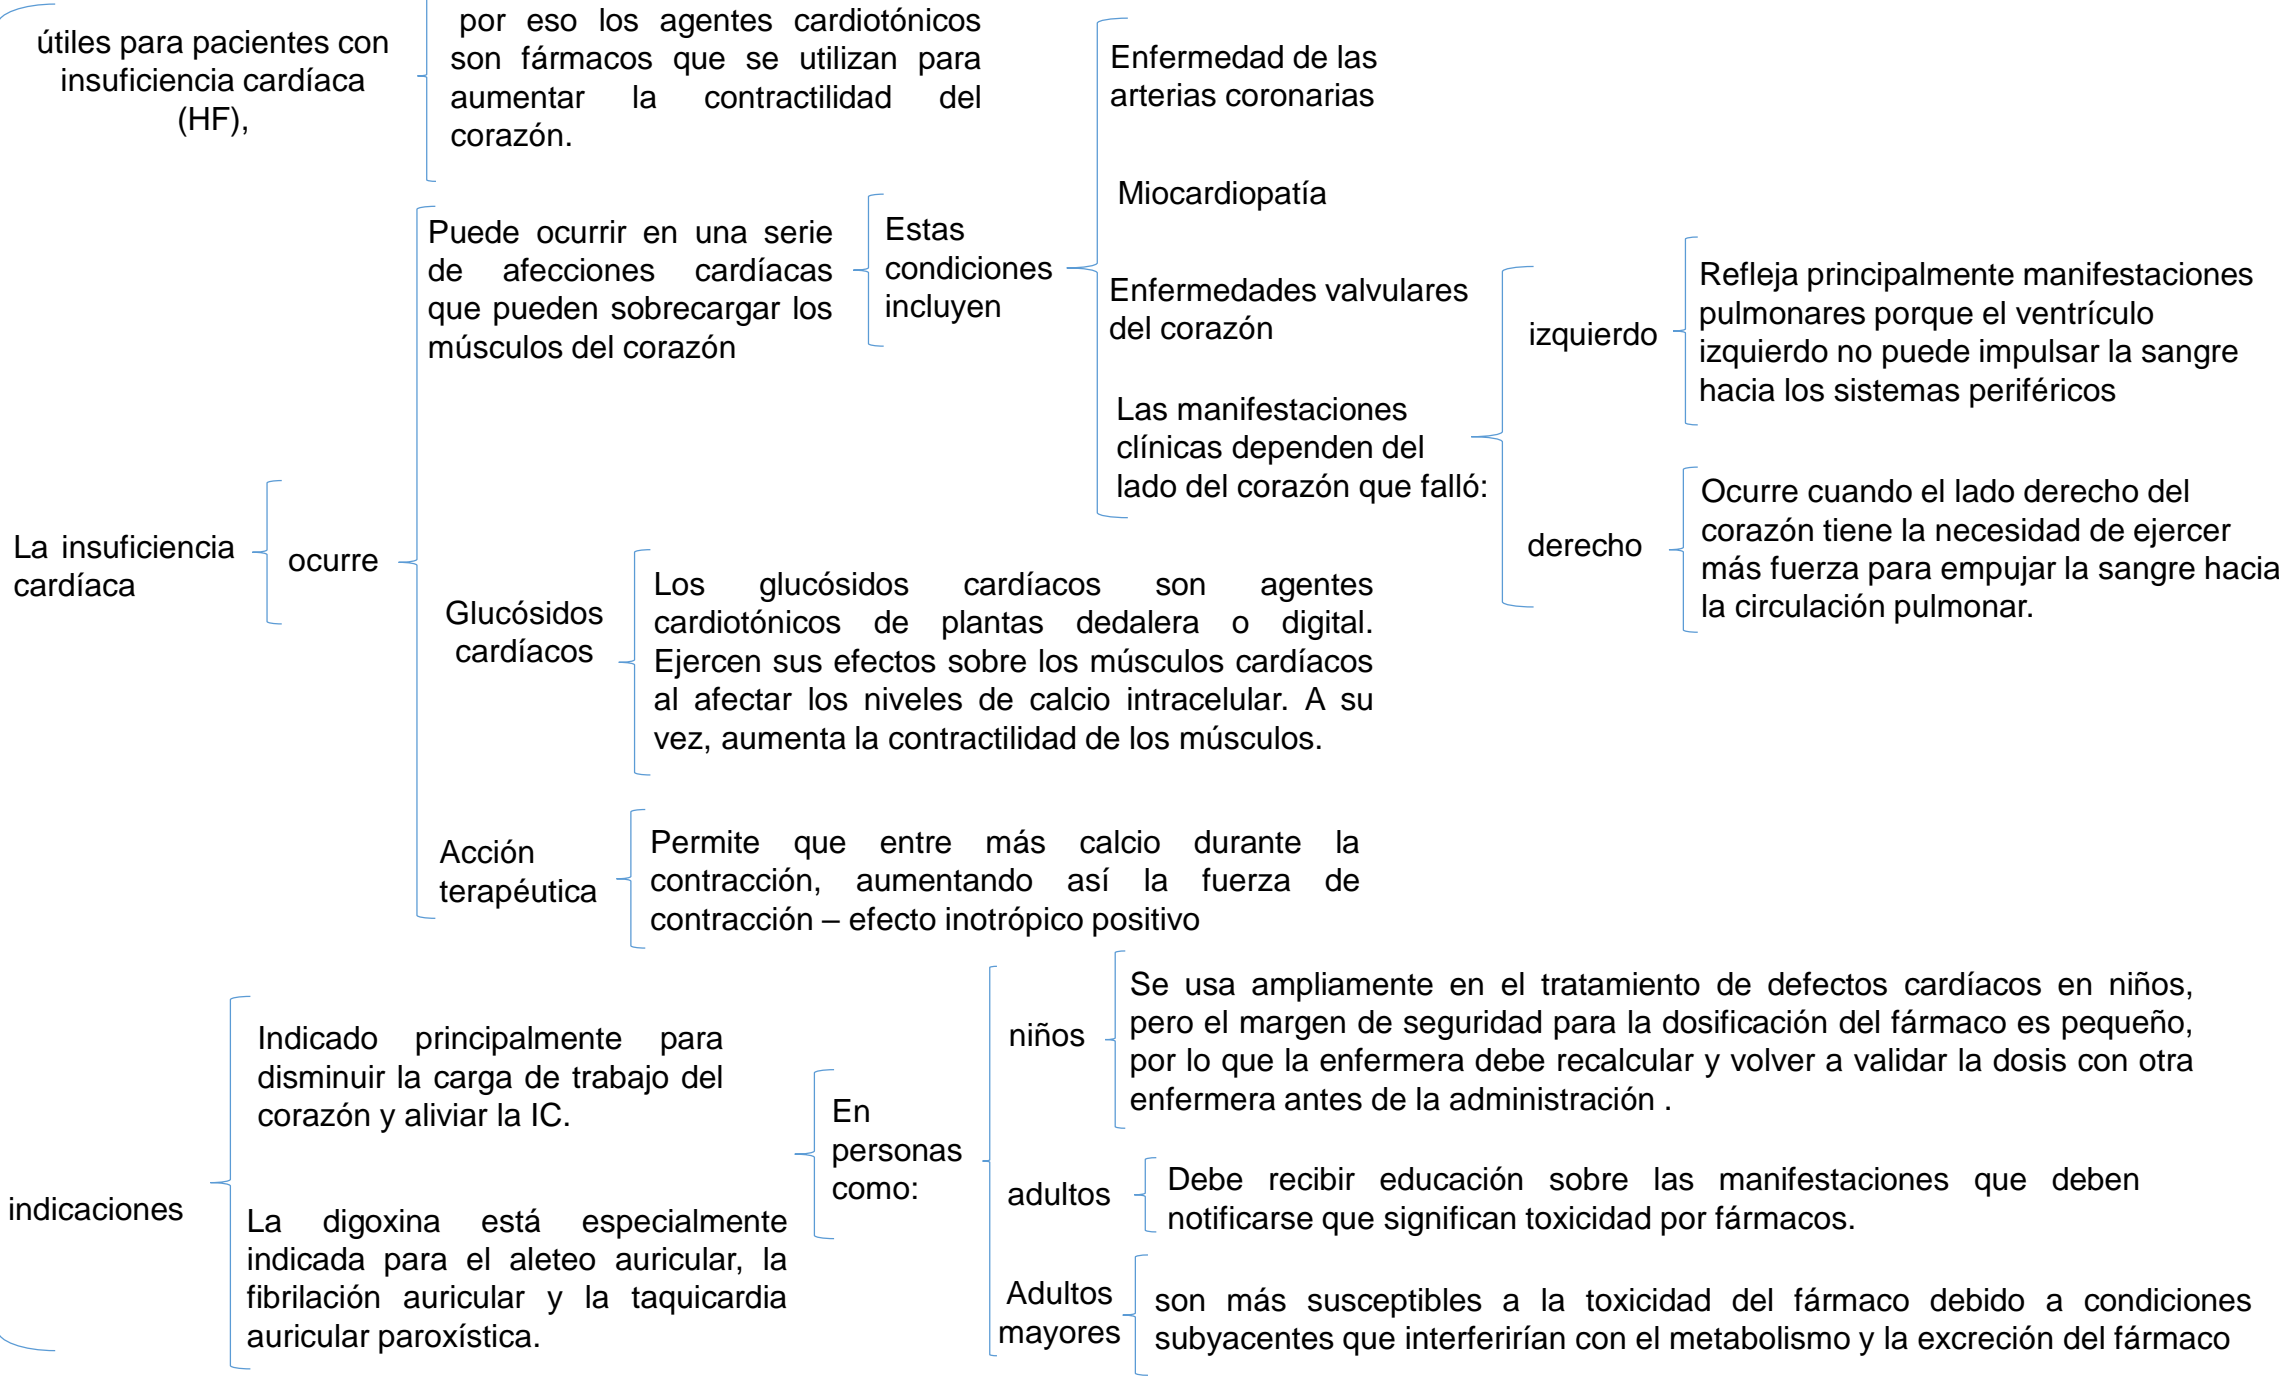 útiles para pacientes con
insuficiencia cardíaca
(HF),
por eso los agentes cardiotónicos
son fármacos que se utilizan para
aumentar la contractilidad del
corazón.
La insuficiencia
cardíaca
ocurre
Puede ocurrir en una serie
de afecciones cardíacas
que pueden sobrecargar los
músculos del corazón
Estas
condiciones
incluyen
Enfermedad de las
arterias coronarias
Miocardiopatía
Enfermedades valvulares
del corazón
Las manifestaciones
clínicas dependen del
lado del corazón que falló:
izquierdo
Refleja principalmente manifestaciones
pulmonares porque el ventrículo
izquierdo no puede impulsar la sangre
hacia los sistemas periféricos
derecho
Ocurre cuando el lado derecho del
corazón tiene la necesidad de ejercer
más fuerza para empujar la sangre hacia
la circulación pulmonar.
Glucósidos
cardíacos
Los glucósidos cardíacos son agentes
cardiotónicos de plantas dedalera o digital.
Ejercen sus efectos sobre los músculos cardíacos
al afectar los niveles de calcio intracelular. A su
vez, aumenta la contractilidad de los músculos.
Acción
terapéutica
Permite que entre más calcio durante la
contracción, aumentando así la fuerza de
contracción – efecto inotrópico positivo
indicaciones
Indicado principalmente para
disminuir la carga de trabajo del
corazón y aliviar la IC.
La digoxina está especialmente
indicada para el aleteo auricular, la
fibrilación auricular y la taquicardia
auricular paroxística.
En
personas
como:
niños
Se usa ampliamente en el tratamiento de defectos cardíacos en niños,
pero el margen de seguridad para la dosificación del fármaco es pequeño,
por lo que la enfermera debe recalcular y volver a validar la dosis con otra
enfermera antes de la administración .
adultos
Debe recibir educación sobre las manifestaciones que deben
notificarse que significan toxicidad por fármacos.
Adultos
mayores
son más susceptibles a la toxicidad del fármaco debido a condiciones
subyacentes que interferirían con el metabolismo y la excreción del fármaco